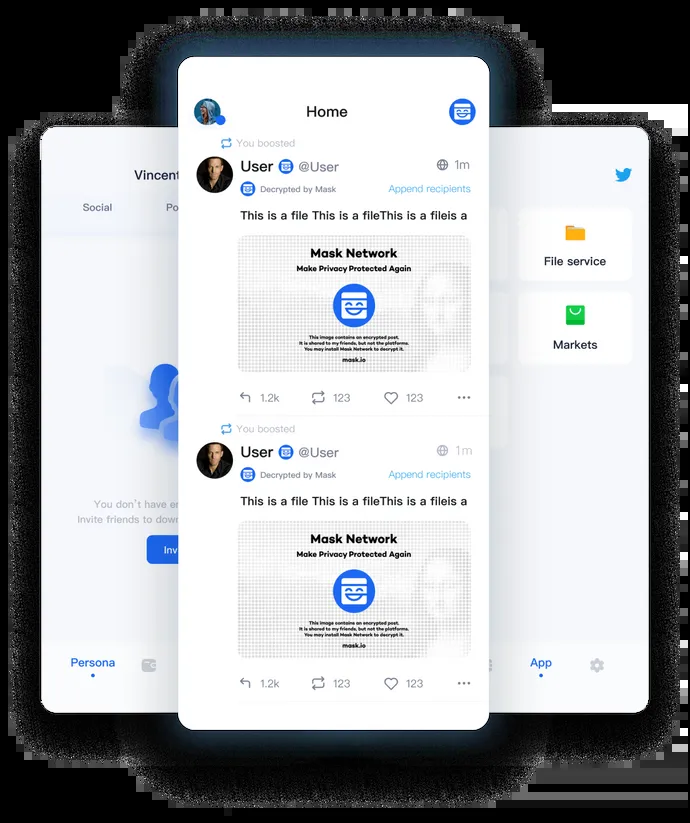 Home
You boosted
User @User 1m
Decrypted by Mask Append recipients
This is a file This is a fileThis is a fileis a
Mask Network
Make Privacy Protected Again
This image contains an encrypted post.
It is shared to my friends, but not the platforms.
You may install Mask Network to decrypt it.
mask.io
1.2k 123 123
You boosted
User @User 1m
Decrypted by Mask Append recipients
This is a file This is a fileThis is a fileis a
Mask Network
Make Privacy Protected Again
This image contains an encrypted post.
It is shared to my friends, but not the platforms.
You may install Mask Network to decrypt it.
mask.io
1.2k 123 123
Vincent
Social Po
You don't have en
Invite friends to down
Inv
Persona
File service
Markets
App